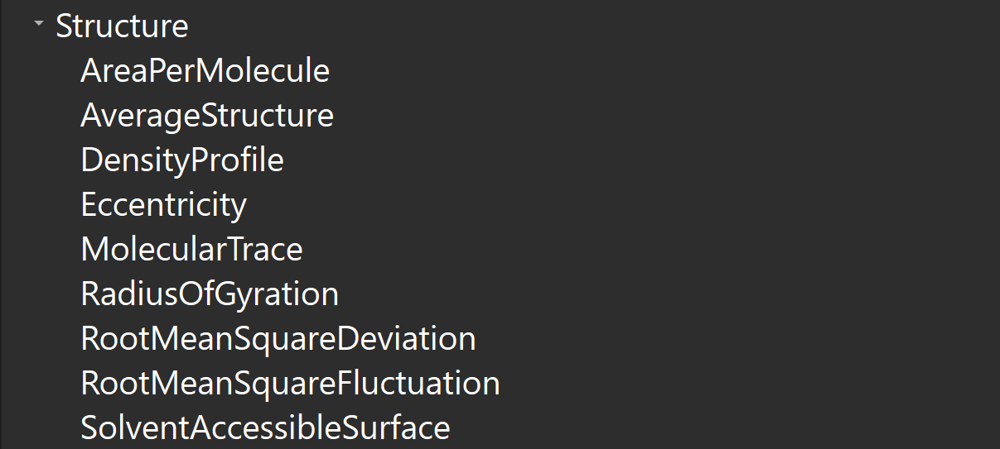 Structure
AreaPerMolecule
AverageStructure
DensityProfile
Eccentricity
MolecularTrace
RadiusOfGyration
RootMeanSquareDeviation
RootMeanSquareFluctuation
SolventAccessibleSurface